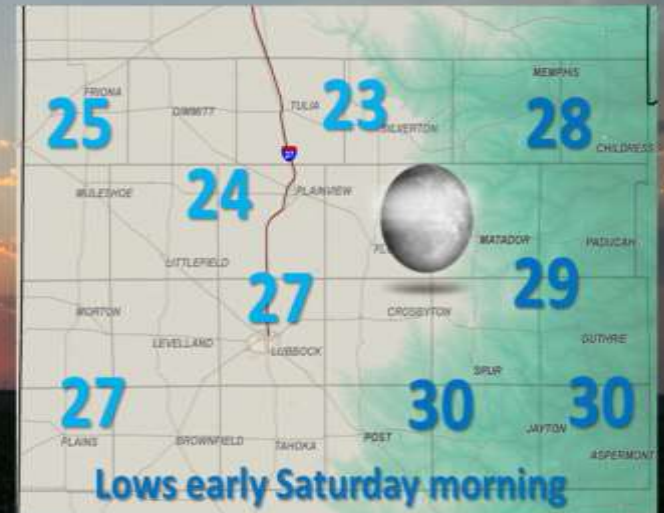 MEMPHIS
FRIONA
25
DIMMITT
TULIA
23
SILVERTON
28
CHILDRESS
27
MULESHOE
24
PLAINVIEW
MATADOR
PADUCAH
LITTLEFIELD
27
29
MORTON
CROSBYTON
LEVELLAND
LUBBOCK
GUTHRIE
SPUR
27
30
30
PLAINS
BROWNFIELD
TAHOKA
POST
JAYTON
ASPERMONT
Lows early Saturday morning